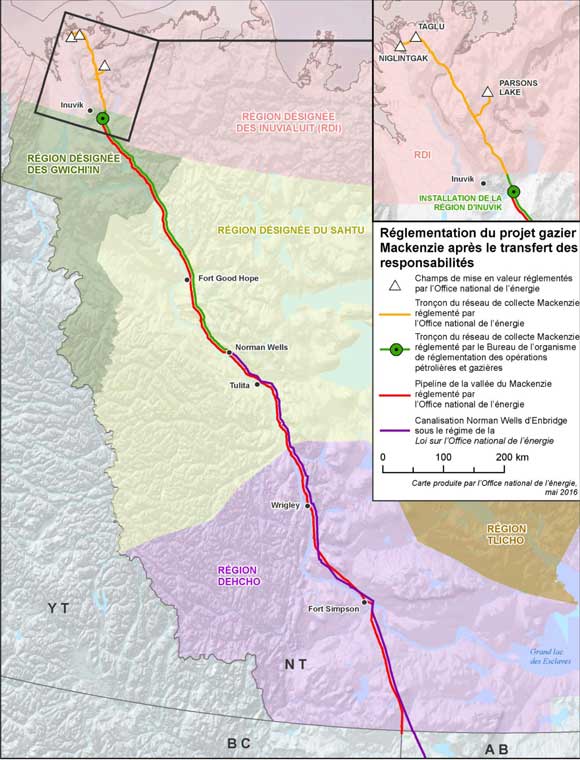 Inuvik
RÉGION DÉSIGNÉE
DES INUVIALUIT (RDI)
RÉGION DÉSIGNÉE
DES GWICHI'IN
RÉGION DÉSIGNÉE DU SAHTU
Fort Good Hope
Norman Wells
Tulita
Wrigley
RÉGION
TLICHO
RÉGION
DEHCHO
Fort Simpson
Y T
N T
Grand lac
des Esclaves
B C
A B
TAGLU
NIGLINTGAK
PARSONS
LAKE
RDI
Inuvik
INSTALLATION DE LA
RÉGION D'INUVIK
Réglementation du projet gazier
Mackenzie après le transfert des
responsabilités
Champs de mise en valeur réglementés
par l'Office national de l'énergie
Tronçon du réseau de collecte Mackenzie
réglementé par
l'Office national de l'énergie
Tronçon du réseau de collecte Mackenzie
réglementé par le Bureau de l'organisme
de réglementation des opérations
pétrolières et gazières
Pipeline de la vallée du Mackenzie
réglementé par
l'Office national de l'énergie
Canalisation Norman Wells d'Enbridge
sous le régime de la
Loi sur l'Office national de l'énergie
0 100 200 km
Carte produite par l'Office national de l'énergie,
mai 2016